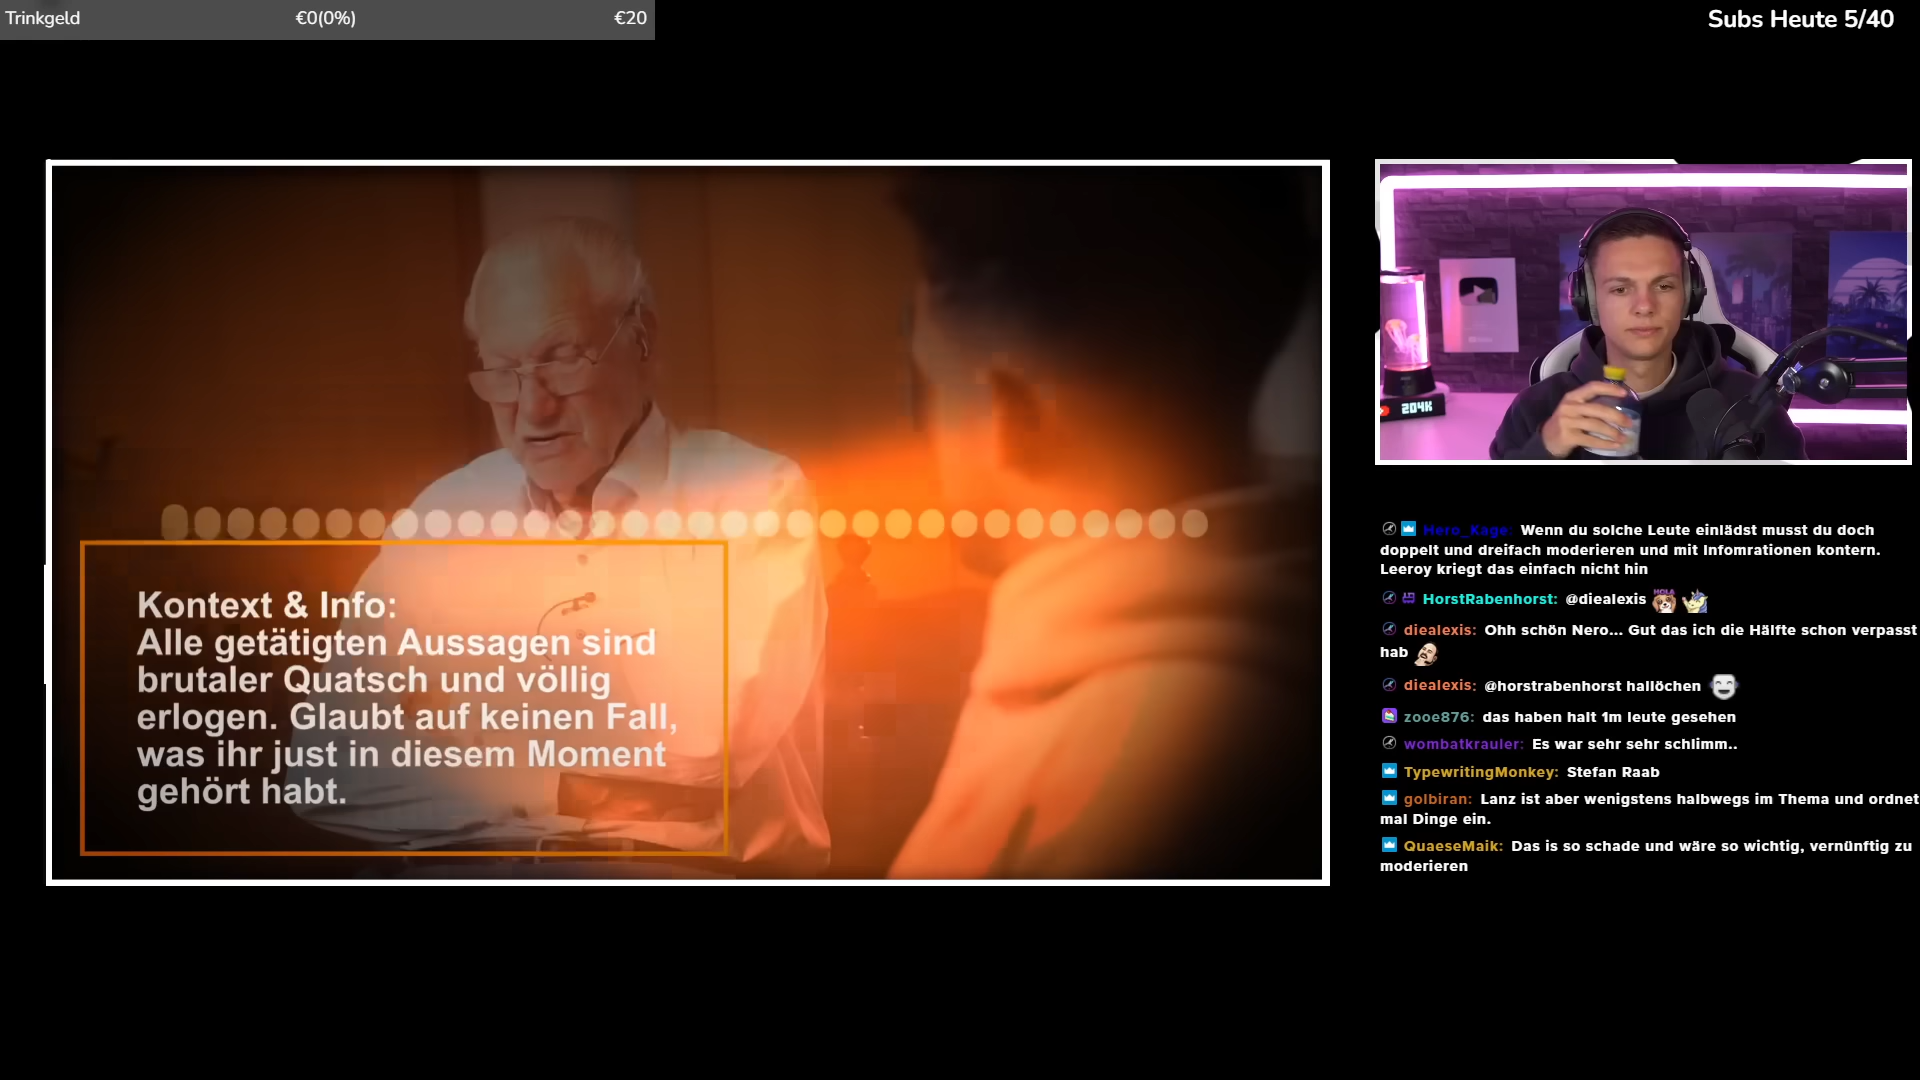 Trinkgeld €0(0%) €20
Subs Heute 5/40
Kontext & Info:
Alle getätigten Aussagen sind
brutaler Quatsch und völlig
erlogen. Glaubt auf keinen Fall,
was ihr just in diesem Moment
gehört habt.
204K
Hero_Kage: Wenn du solche Leute einlädst musst du doch
doppelt und dreifach moderieren und mit Infomrationen kontern.
Leeroy kriegt das einfach nicht hin
HorstRabenhorst: @diealexis HOLA
diealexis: Ohh schön Nero... Gut das ich die Hälfte schon verpasst
hab
diealexis: @horstrabenhorst hallöchen
zooe876: das haben halt 1m leute gesehen
wombatkrauler: Es war sehr sehr schlimm..
TypewritingMonkey: Stefan Raab
golbiran: Lanz ist aber wenigstens halbwegs im Thema und ordnet
mal Dinge ein.
QuaeseMaik: Das is so schade und wäre so wichtig, vernünftig zu
moderieren